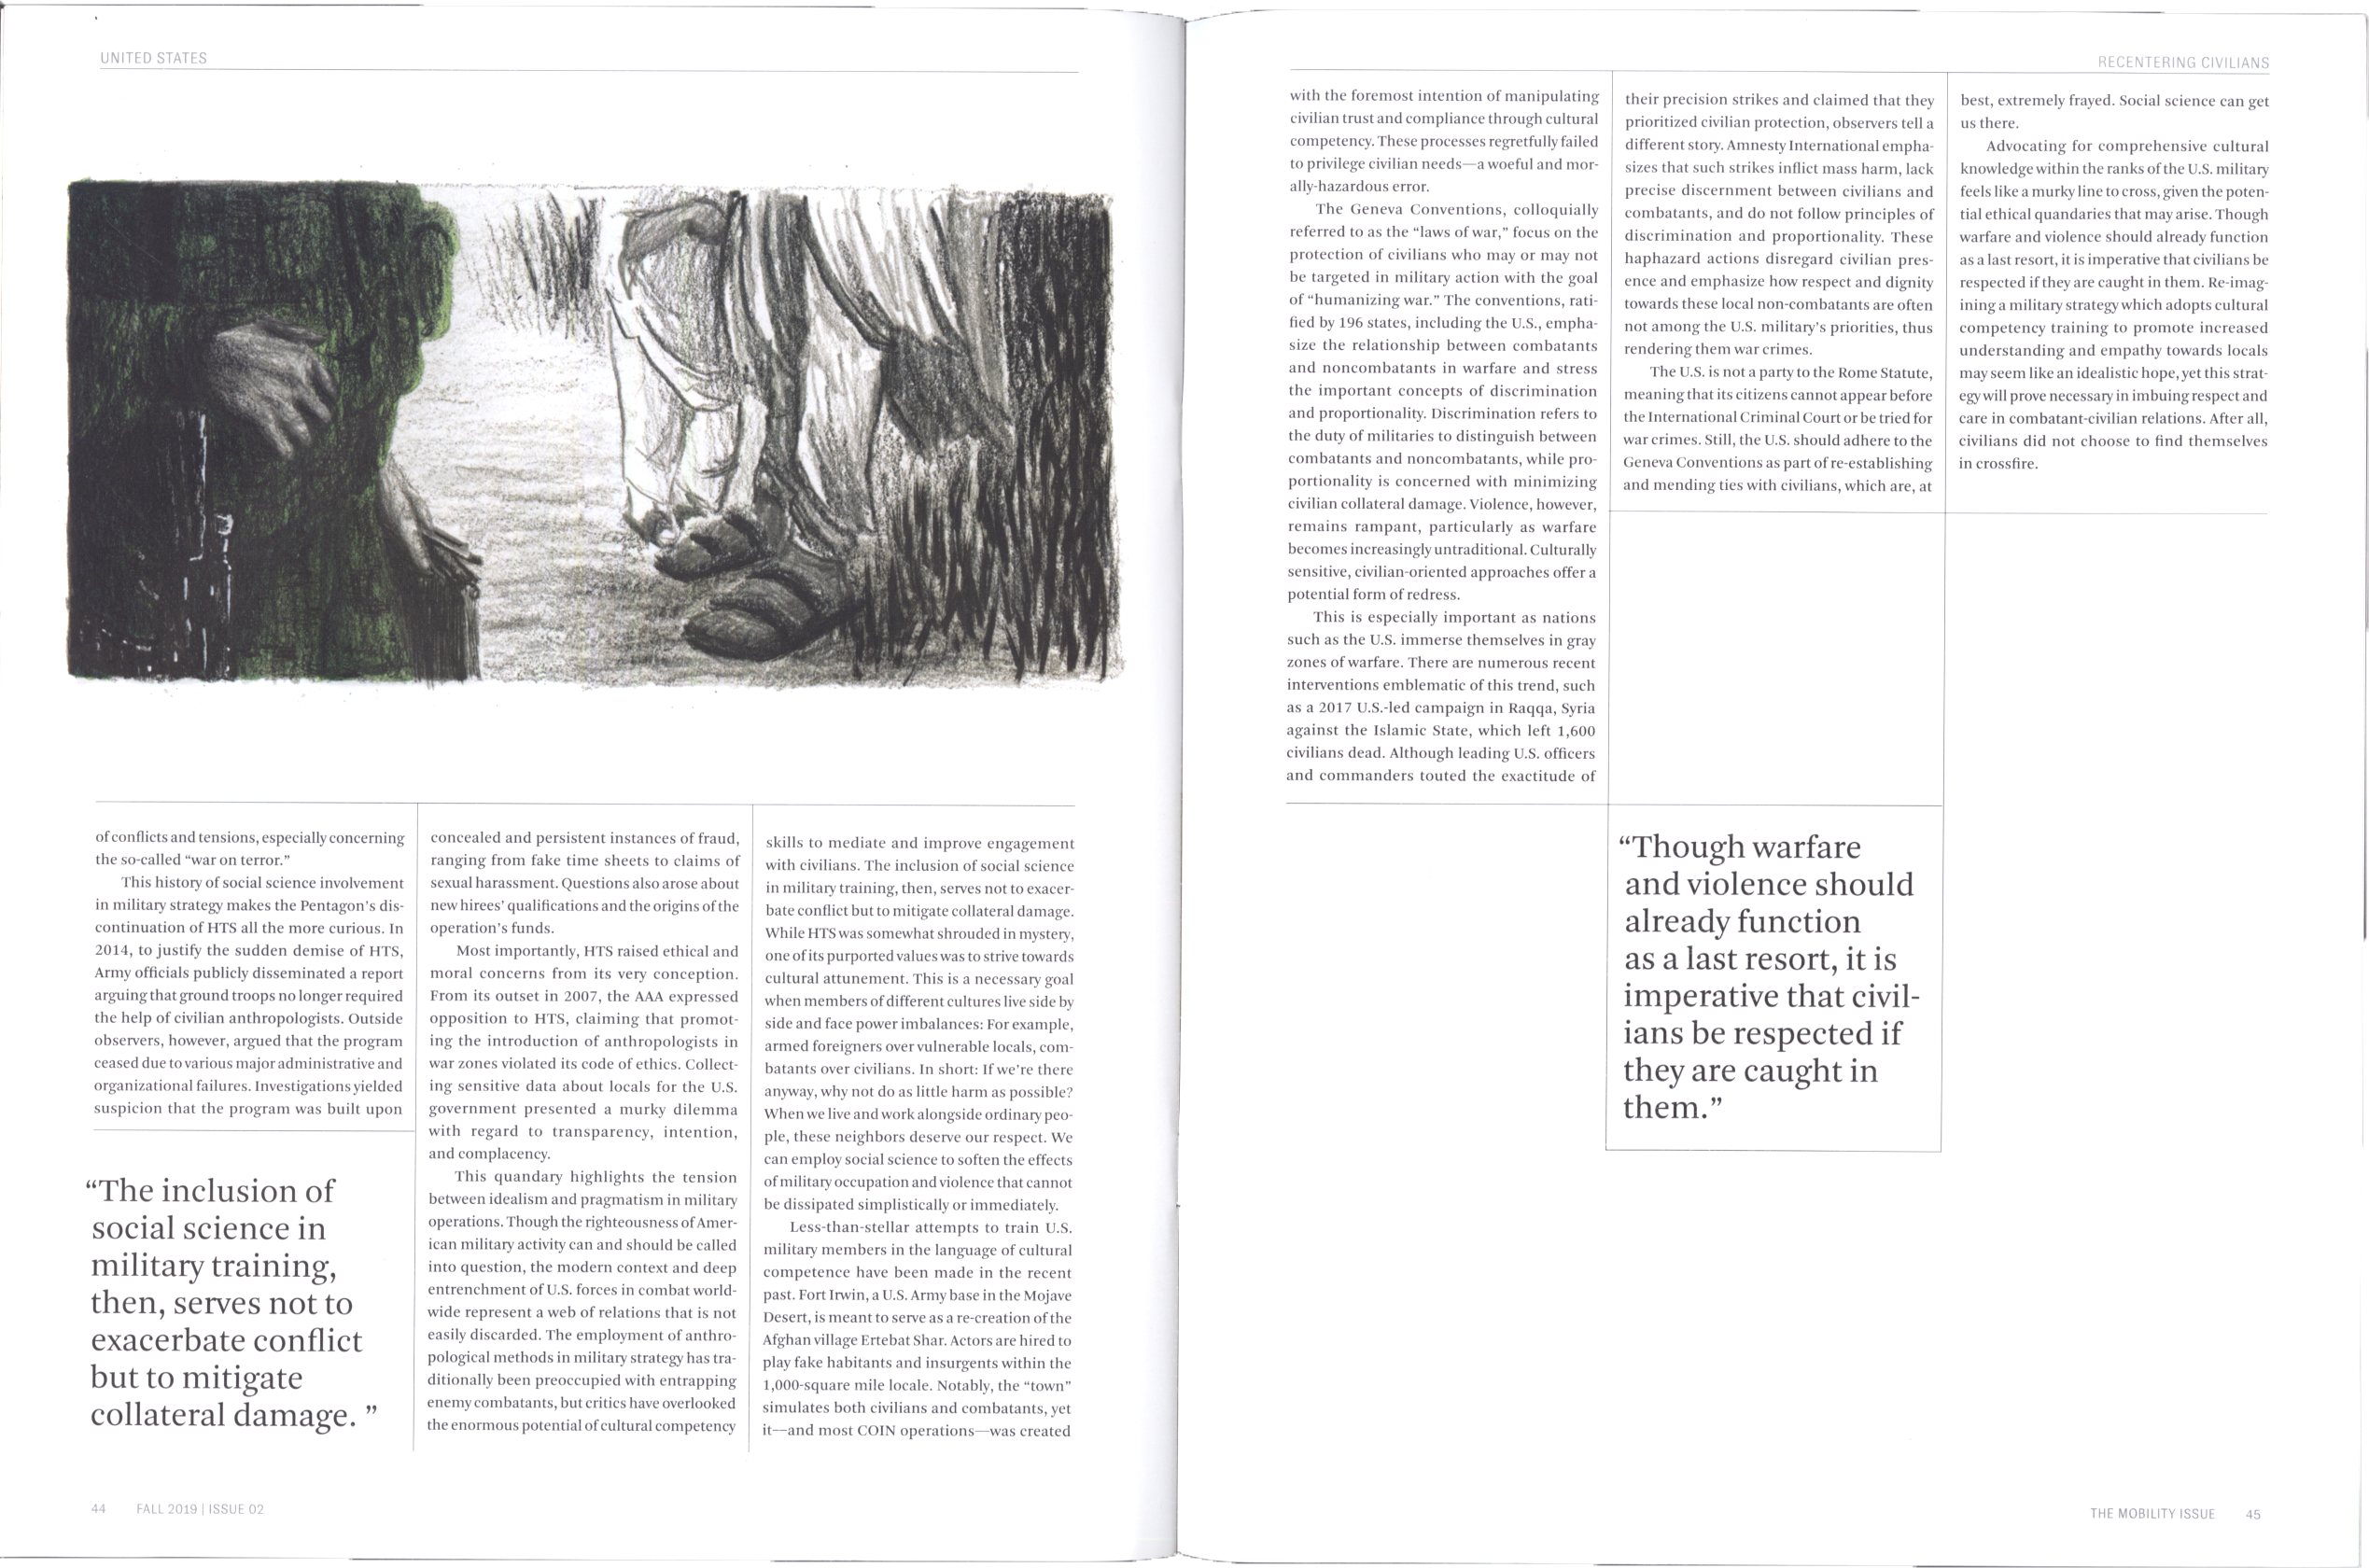 UNITED STATES
of conflicts and tensions, especially concerning
the so-called “war on terror.”
This history of social science involvement
in military strategy makes the Pentagon’s dis-
continuation of HTS all the more curious. In
2014, to justify the sudden demise of HTS,
Army officials publicly disseminated a report
arguing that ground troops no longer required
the help of civilian anthropologists. Outside
observers, however, argued that the program
ceased due to various major administrative and
organizational failures. Investigations yielded
suspicion that the program was built upon
“The inclusion of
social science in
military training,
then, serves not to
exacerbate conflict
but to mitigate
collateral damage. ”
concealed and persistent instances of fraud,
ranging from fake time sheets to claims of
sexual harassment. Questions also arose about
new hirees’ qualifications and the origins of the
operation’s funds.
Most importantly, HTS raised ethical and
moral concerns from its very conception.
From its outset in 2007, the AAA expressed
opposition to HTS, claiming that promot-
ing the introduction of anthropologists in
war zones violated its code of ethics. Collect-
ing sensitive data about locals for the U.S.
government presented a murky dilemma
with regard to transparency, intention,
and complacency.
This quandary highlights the tension
between idealism and pragmatism in military
operations. Though the righteousness of Amer-
ican military activity can and should be called
into question, the modern context and deep
entrenchment of U.S. forces in combat world-
wide represent a web of relations that is not
easily discarded. The employment of anthro-
pological methods in military strategy has tra-
ditionally been preoccupied with entrapping
enemy combatants, but critics have overlooked
the enormous potential of cultural competency
skills to mediate and improve engagement
with civilians. The inclusion of social science
in military training, then, serves not to exacer-
bate conflict but to mitigate collateral damage.
While HTS was somewhat shrouded in mystery,
one of its purported values was to strive towards
cultural attunement. This is a necessary goal
when members of different cultures live side by
side and face power imbalances: For example,
armed foreigners over vulnerable locals, com-
batants over civilians. In short: If we’re there
anyway, why not do as little harm as possible?
When we live and work alongside ordinary peo-
ple, these neighbors deserve our respect. We
can employ social science to soften the effects
of military occupation and violence that cannot
be dissipated simplistically or immediately.
Less-than-stellar attempts to train U.S.
military members in the language of cultural
competence have been made in the recent
past. Fort Irwin, a U.S. Army base in the Mojave
Desert, is meant to serve as a re-creation of the
Afghan village Ertebat Shar. Actors are hired to
play fake habitants and insurgents within the
1,000-square mile locale. Notably, the “town”
simulates both civilians and combatants, yet
it—and most COIN operations—was created
44 FALL 2019 | ISSUE 02
RECENTERING CIVILIANS
with the foremost intention of manipulating
civilian trust and compliance through cultural
competency. These processes regretfully failed
to privilege civilian needs—a woeful and mor-
ally-hazardous error.
The Geneva Conventions, colloquially
referred to as the “laws of war,” focus on the
protection of civilians who may or may not
be targeted in military action with the goal
of “humanizing war.” The conventions, rati-
fied by 196 states, including the U.S., empha-
size the relationship between combatants
and noncombatants in warfare and stress
the important concepts of discrimination
and proportionality. Discrimination refers to
the duty of militaries to distinguish between
combatants and noncombatants, while pro-
portionality is concerned with minimizing
civilian collateral damage. Violence, however,
remains rampant, particularly as warfare
becomes increasingly untraditional. Culturally
sensitive, civilian-oriented approaches offer a
potential form of redress.
This is especially important as nations
such as the U.S. immerse themselves in gray
zones of warfare. There are numerous recent
interventions emblematic of this trend, such
as a 2017 U.S.-led campaign in Raqqa, Syria
against the Islamic State, which left 1,600
civilians dead. Although leading U.S. officers
and commanders touted the exactitude of
their precision strikes and claimed that they
prioritized civilian protection, observers tell a
different story. Amnesty International empha-
sizes that such strikes inflict mass harm, lack
precise discernment between civilians and
combatants, and do not follow principles of
discrimination and proportionality. These
haphazard actions disregard civilian pres-
ence and emphasize how respect and dignity
towards these local non-combatants are often
not among the U.S. military’s priorities, thus
rendering them war crimes.
The U.S. is not a party to the Rome Statute,
meaning that its citizens cannot appear before
the International Criminal Court or be tried for
war crimes. Still, the U.S. should adhere to the
Geneva Conventions as part of re-establishing
and mending ties with civilians, which are, at
“Though warfare
and violence should
already function
as a last resort, it is
imperative that civil-
ians be respected if
they are caught in
them.”
best, extremely frayed. Social science can get
us there.
Advocating for comprehensive cultural
knowledge within the ranks of the U.S. military
feels like a murky line to cross, given the poten-
tial ethical quandaries that may arise. Though
warfare and violence should already function
as a last resort, it is imperative that civilians be
respected if they are caught in them. Re-imag-
ining a military strategy which adopts cultural
competency training to promote increased
understanding and empathy towards locals
may seem like an idealistic hope, yet this strat-
egy will prove necessary in imbuing respect and
care in combatant-civilian relations. After all,
civilians did not choose to find themselves
in crossfire.
THE MOBILITY ISSUE 45